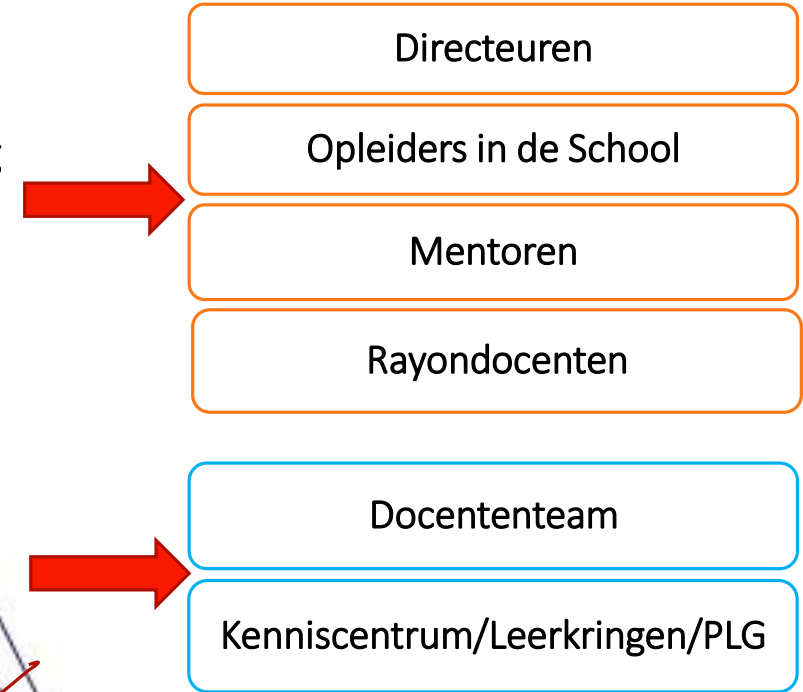 Directeuren
Opleiders in de School
Mentoren
Rayondocenten
Docententeam
Kenniscentrum/Leerkringen/PLG